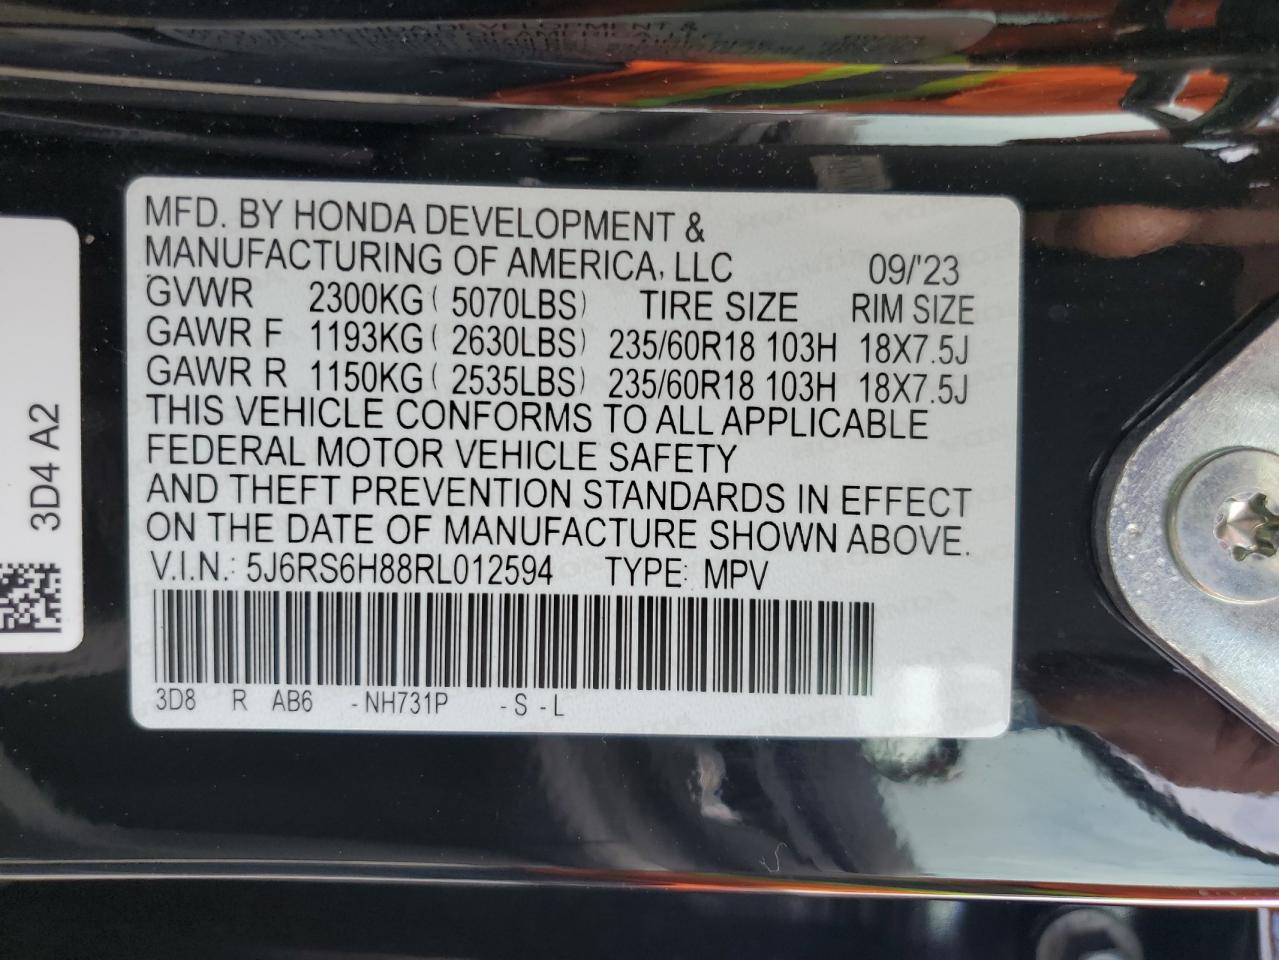 MFD. BY HONDA DEVELOPMENT &
MANUFACTURING OF AMERICA, LLC 09/'23
GVWR 2300KG ( 5070LBS) TIRE SIZE RIM SIZE
GAWR F 1193KG ( 2630LBS) 235/60R18 103H 18X7.5J
GAWR R 1150KG ( 2535LBS) 235/60R18 103H 18X7.5J
THIS VEHICLE CONFORMS TO ALL APPLICABLE
FEDERAL MOTOR VEHICLE SAFETY
AND THEFT PREVENTION STANDARDS IN EFFECT
ON THE DATE OF MANUFACTURE SHOWN ABOVE.
V.I.N.: 5J6RS6H88RL012594 TYPE: MPV
3D8 R AB6 -NH731P -S -L
3D4 A2